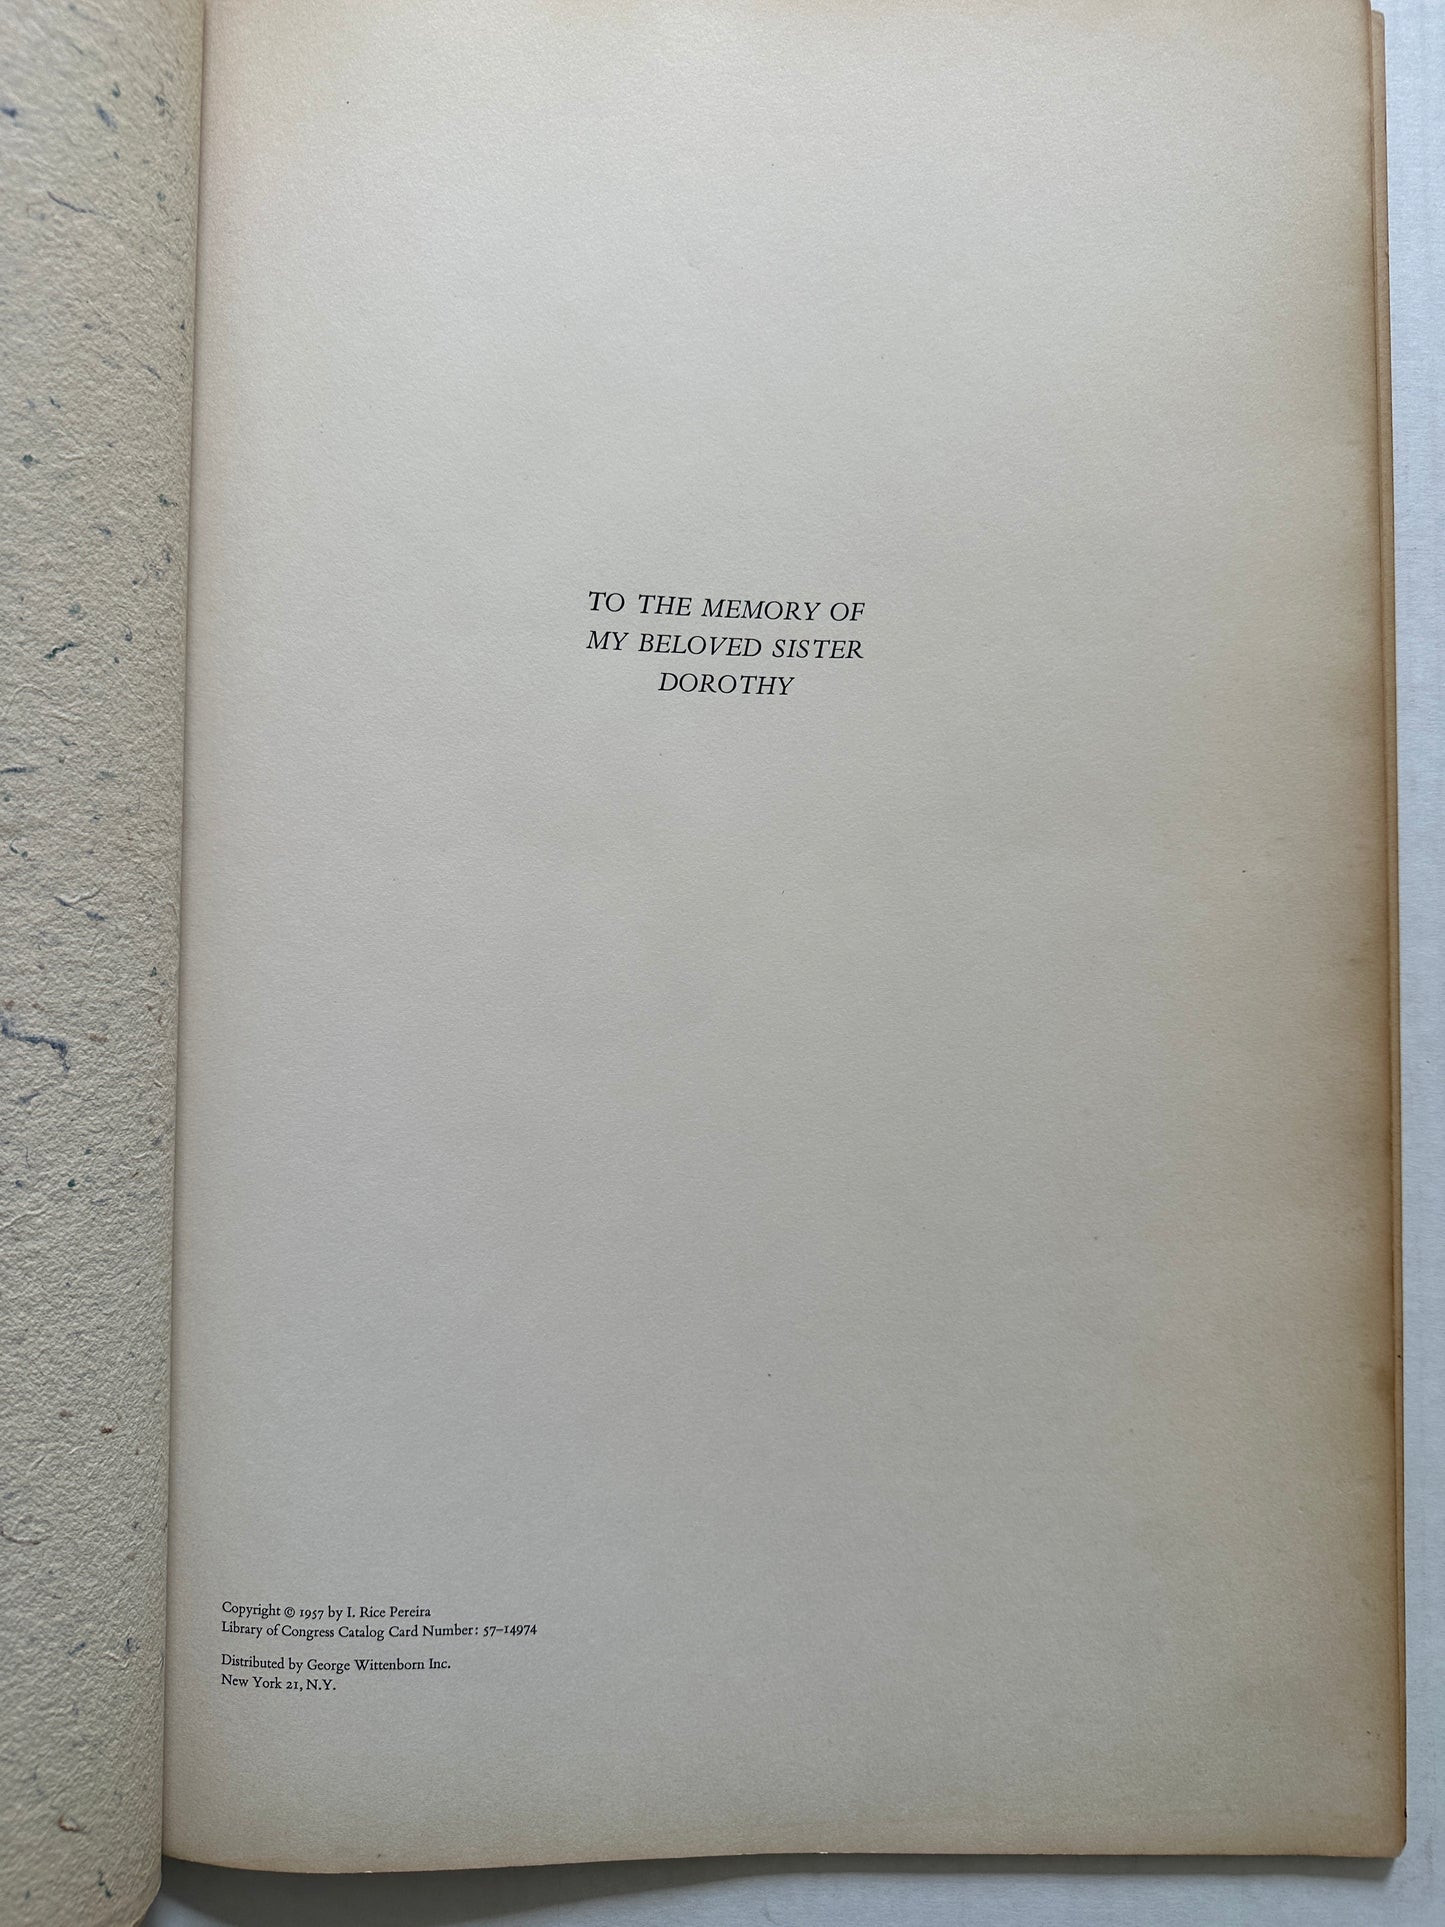 TO THE MEMORY OF
MY BELOVED SISTER
DOROTHY
Copyright © 1957 by I. Rice Pereira
Library of Congress Catalog Card Number: 57–14974
Distributed by George Wittenborn Inc.
New York 21, N.Y.